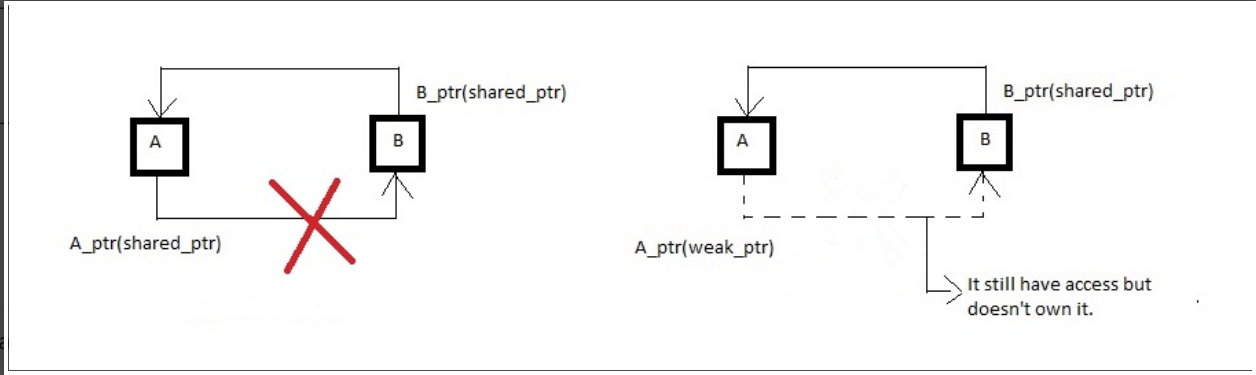 B_ptr(shared_ptr)
A
B
A_ptr(shared_ptr)
B_ptr(shared_ptr)
A
B
A_ptr(weak_ptr)
It still have access but
doesn't own it.